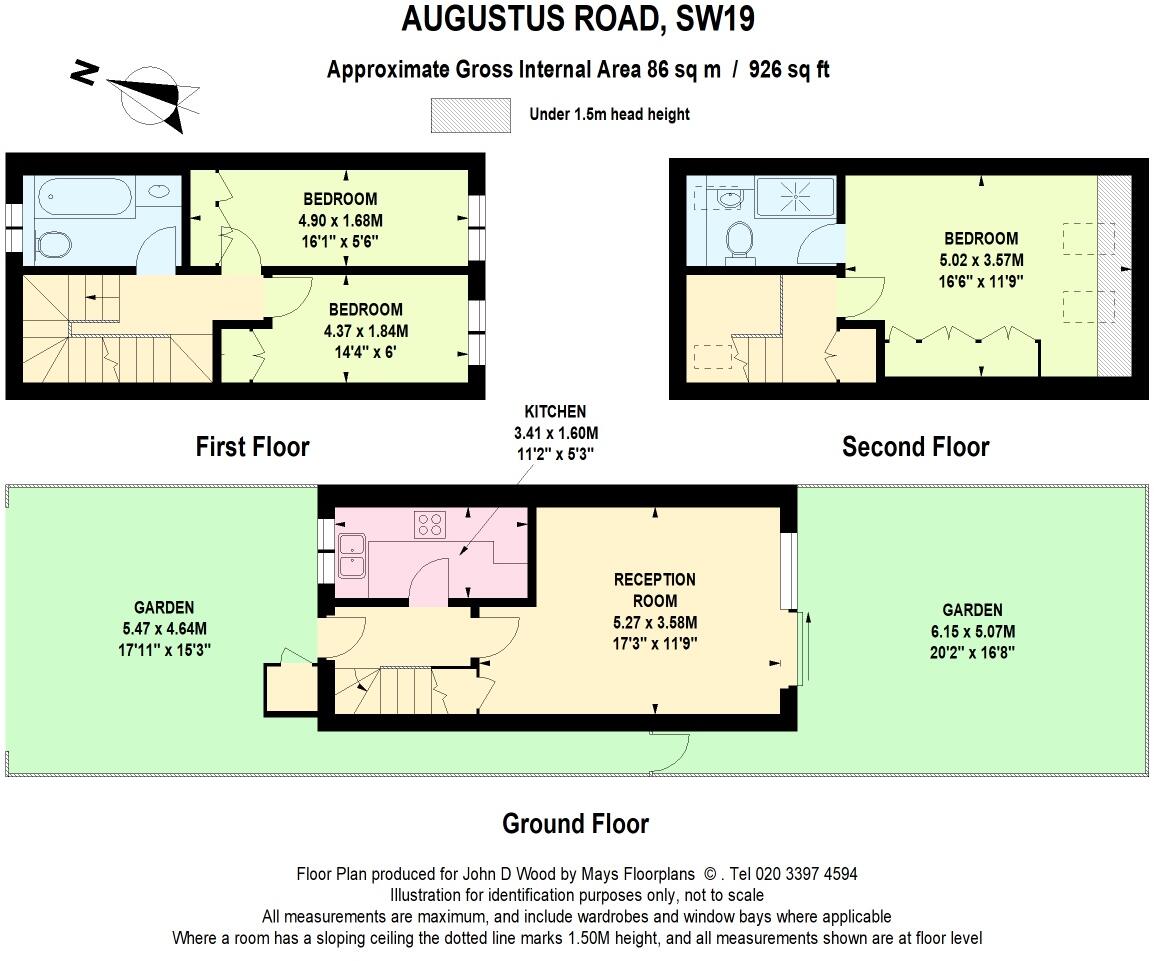 AUGUSTUS ROAD, SW19
Approximate Gross Internal Area 86 sq m / 926 sq ft
N
Under 1.5m head height
BEDROOM
4.90 x 1.68M
16'1" x 5'6"
BEDROOM
4.37 x 1.84M
14'4" x 6'
BEDROOM
5.02 x 3.57M
16'6" x 11'9"
First Floor
Second Floor
KITCHEN
3.41 x 1.60M
11'2" x 5'3"
GARDEN
5.47 x 4.64M
17'11" x 15'3"
RECEPTION
ROOM
5.27 x 3.58M
17'3" x 11'9"
GARDEN
6.15 x 5.07M
20'2" x 16'8"
Ground Floor
Floor Plan produced for John D Wood by Mays Floorplans © . Tel 020 3397 4594
Illustration for identification purposes only, not to scale
All measurements are maximum, and include wardrobes and window bays where applicable
Where a room has a sloping ceiling the dotted line marks 1.50M height, and all measurements shown are at floor level